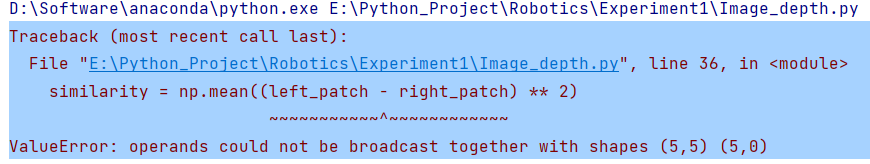 D:\Software\anaconda\python.exe E:\Python_Project\Robotics\Experiment1\Image_depth.py
Traceback (most recent call last):
  File "E:\Python_Project\Robotics\Experiment1\Image_depth.py", line 36, in <module>
    similarity = np.mean((left_patch - right_patch) ** 2)
                          ~~~~~~~~~~~^~~~~~~~~~~~~
ValueError: operands could not be broadcast together with shapes (5,5) (5,0)